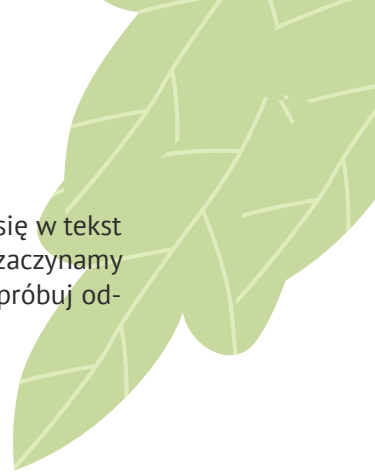 się w tekst
zaczynamy
próbuj od-